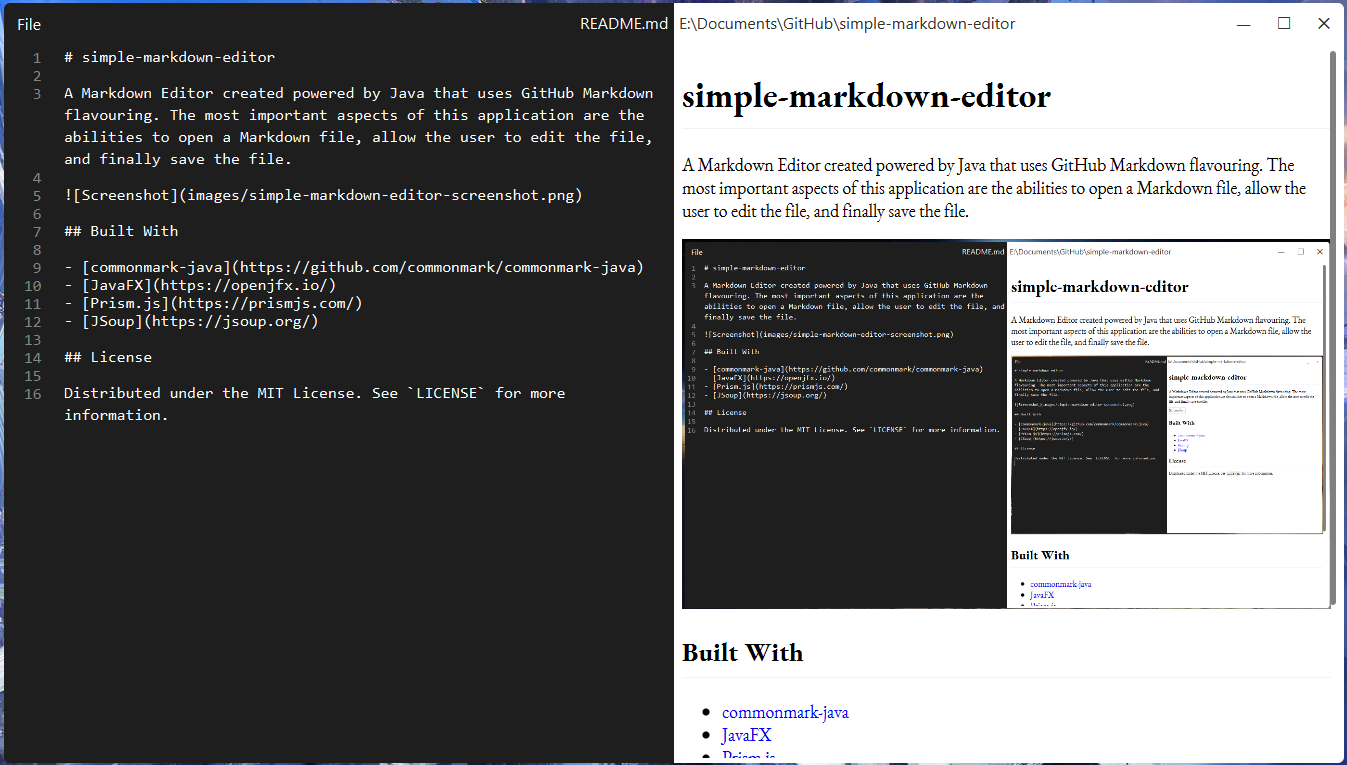 File
README.md
E:\Documents\GitHub\simple-markdown-editor
1 # simple-markdown-editor
2
3 A Markdown Editor created powered by Java that uses GitHub Markdown
flavouring. The most important aspects of this application are the
abilities to open a Markdown file, allow the user to edit the file,
and finally save the file.
4
5 ![Screenshot](images/simple-markdown-editor-screenshot.png)
6
7 ## Built With
8
9 - [commonmark-java](https://github.com/commonmark/commonmark-java)
10 - [JavaFX](https://openjfx.io/)
11 - [Prism.js](https://prismjs.com/)
12 - [JSoup](https://jsoup.org/)
13
14 ## License
15
16 Distributed under the MIT License. See `LICENSE` for more
information.
simple-markdown-editor
A Markdown Editor created powered by Java that uses GitHub Markdown flavouring. The
most important aspects of this application are the abilities to open a Markdown file, allow the
user to edit the file, and finally save the file.
File
README.md
E:\Documents\GitHub\simple-markdown-editor
1 # simple-markdown-editor
2
3 A Markdown Editor created powered by Java that uses GitHub Markdown
flavouring. The most important aspects of this application are the
abilities to open a Markdown file, allow the user to edit the file, and
finally save the file.
4
5 ![Screenshot](images/simple-markdown-editor-screenshot.png)
6
7 ## Built With
8
9 - [commonmark-java](https://github.com/commonmark/commonmark-java)
10 - [JavaFX](https://openjfx.io/)
11 - [Prism.js](https://prismjs.com/)
12 - [JSoup](https://jsoup.org/)
13
14 ## License
15
16 Distributed under the MIT License. See `LICENSE` for more information.
simple-markdown-editor
A Markdown Editor created powered by Java that uses GitHub Markdown flavouring. The
most important aspects of this application are the abilities to open a Markdown file, allow the
user to edit the file, and finally save the file.
simple-markdown-editor
Built With
License
Built With
commonmark-java
JavaFX
Prism.js
Built With
commonmark-java
JavaFX
Prism.js